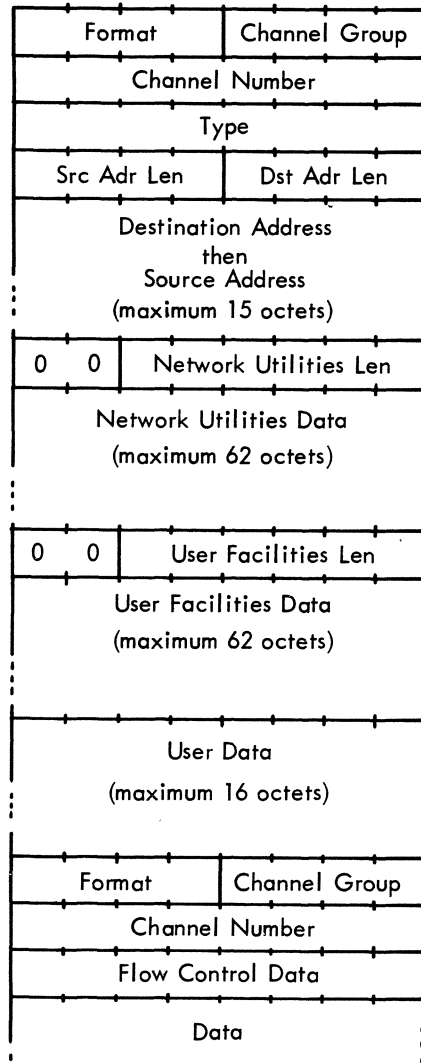 Format Channel Group
Channel Number
Type
Src Adr Len Dst Adr Len
Destination Address
then
Source Address
(maximum 15 octets)
0 0 Network Utilities Len
Network Utilities Data
(maximum 62 octets)
0 0 User Facilities Len
User Facilities Data
(maximum 62 octets)
User Data
(maximum 16 octets)
Format Channel Group
Channel Number
Flow Control Data
Data